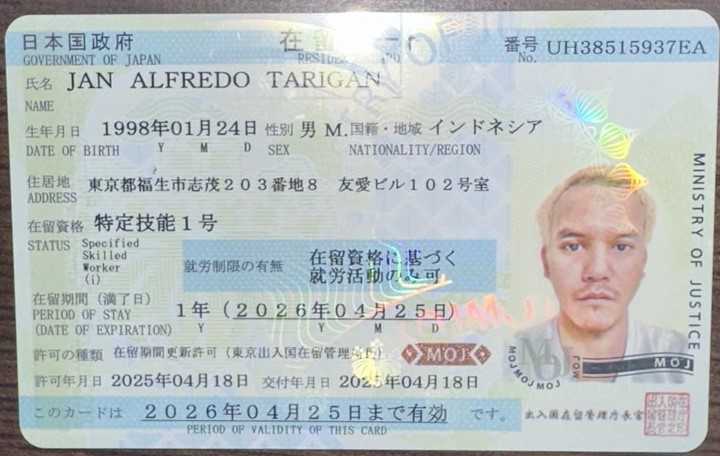 日本国政府 在留カード 番号 UH38515937EA
GOVERNMENT OF JAPAN RESIDENCE CARD No.
氏名 JAN ALFREDO TARIGAN
NAME
生年月日 1998年01月24日 性別 男 M. 国籍・地域 インドネシア
DATE OF BIRTH Y M D SEX NATIONALITY/REGION
住居地 東京都福生市志茂203番地8 友愛ビル102号室
ADDRESS
在留資格 特定技能1号
STATUS Specified
Skilled
Worker
(i)
就労制限の有無 在留資格に基づく
就労活動のみ可
在留期間(満了日) 1年(2026年04月25日)
PERIOD OF STAY
(DATE OF EXPIRATION) Y Y M D
許可の種類 在留期間更新許可(東京出入国在留管理局長) MOJ
許可年月日 2025年04月18日 交付年月日 2025年04月18日
このカードは 2026年04月25日まで有効 です。
PERIOD OF VALIDITY OF THIS CARD
MINISTRY OF JUSTICE
MOJ
MOJ MOJ MOJ
MOJ
出入国在留管理庁長官